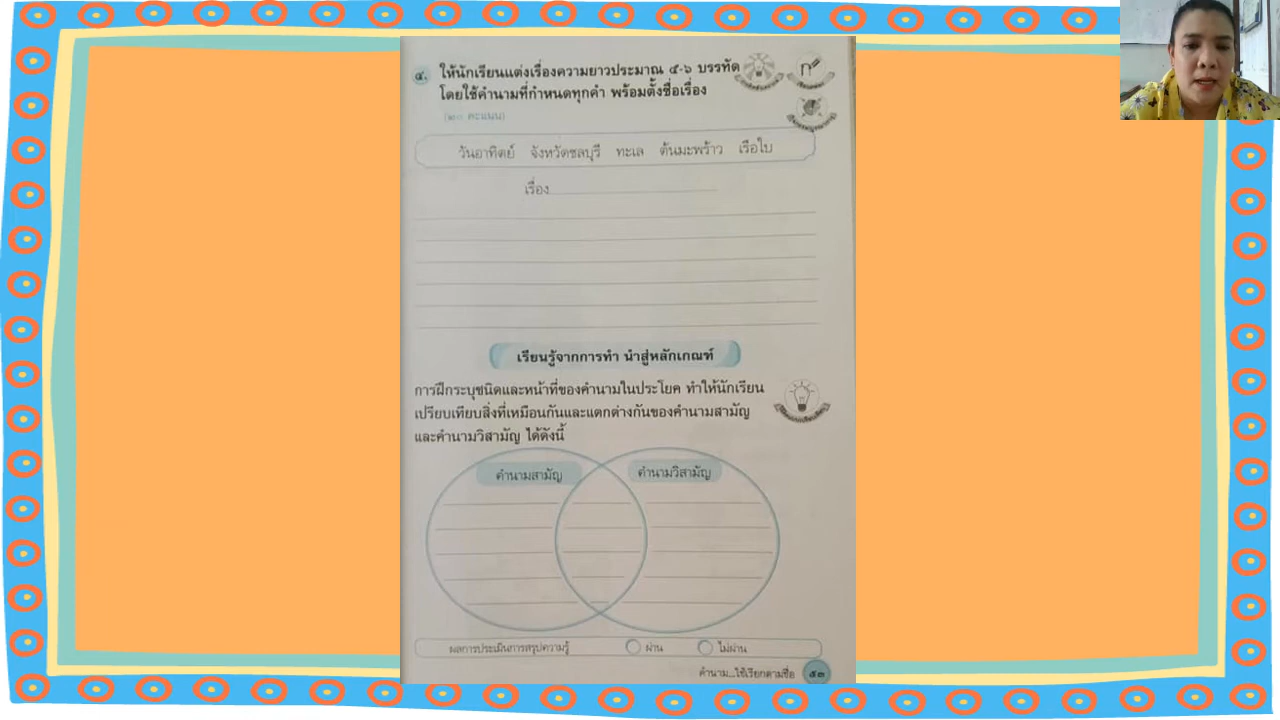 ๔. ให้นักเรียนแต่งเรื่องความยาวประมาณ ๕-๖ บรรทัด
โดยใช้คำนามที่กำหนดทุกคำ พร้อมตั้งชื่อเรื่อง
(๒๐ คะแนน)
วันอาทิตย์ จังหวัดชลบุรี ทะเล ต้นมะพร้าว เรือใบ
เรื่อง
เรียนรู้จากการทำ นำสู่หลักเกณฑ์
การฝึกระบุชนิดและหน้าที่ของคำนามในประโยค ทำให้นักเรียน
เปรียบเทียบสิ่งที่เหมือนกันและแตกต่างกันของคำนามสามัญ
และคำนามวิสามัญ ได้ดังนี้
คำนามสามัญ คำนามวิสามัญ
ผลการประเมินการสรุปความรู้ ผ่าน ไม่ผ่าน
คำนาม...ใช้เรียกตามชื่อ ๕๓